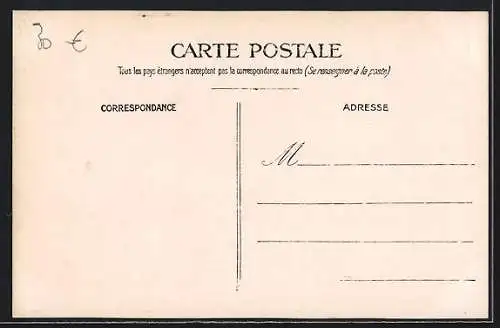 30 €
CARTE POSTALE
Tous les pays étrangers n'acceptent pas la correspondance au recto (Se renseigner à la poste)
CORRESPONDANCE
ADRESSE
M